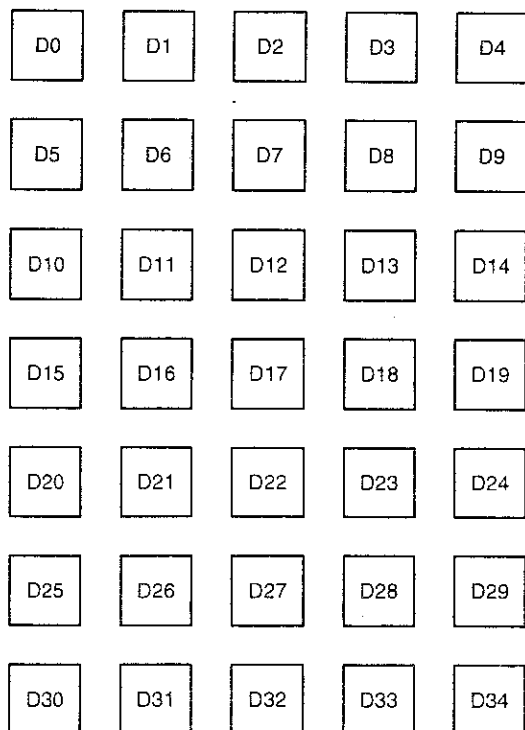 D0 D1 D2 D3 D4
D5 D6 D7 D8 D9
D10 D11 D12 D13 D14
D15 D16 D17 D18 D19
D20 D21 D22 D23 D24
D25 D26 D27 D28 D29
D30 D31 D32 D33 D34